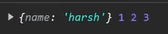 ▶ {name: 'harsh'} 1 2 3